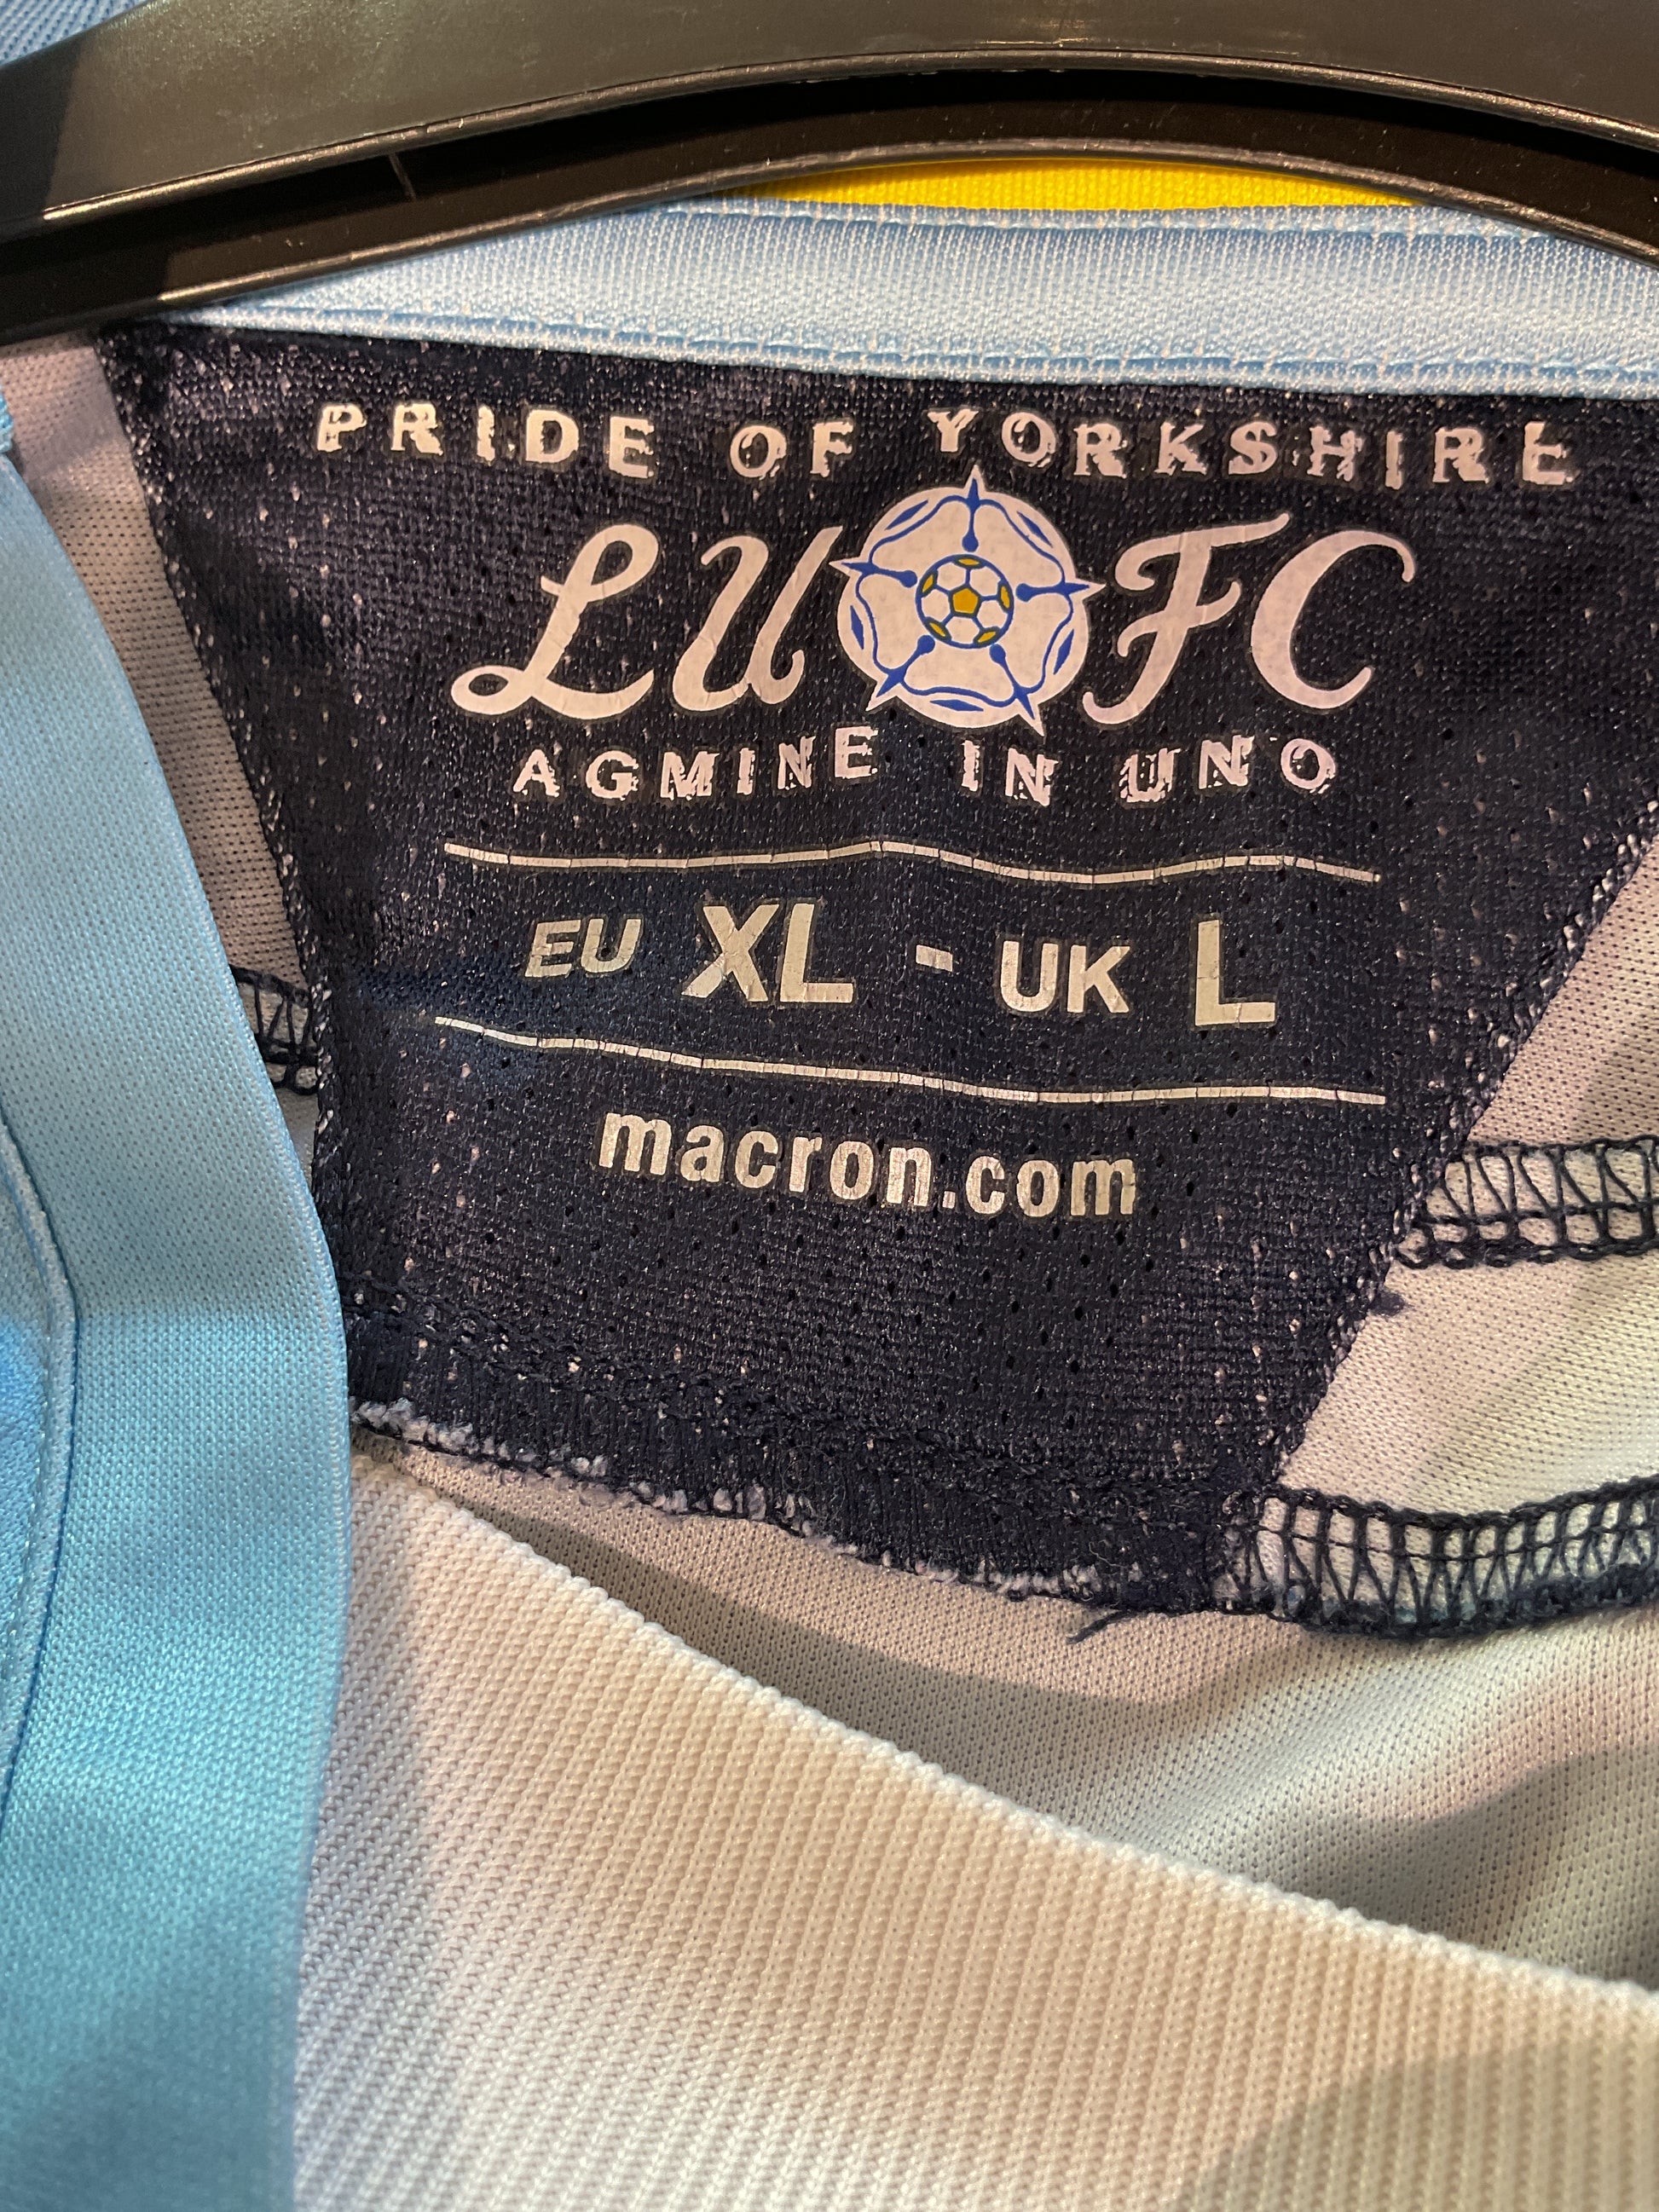 PRIDE OF YORKSHIRE
LU FC
AGMINE IN UNO
EU XL - UK L
macron.com